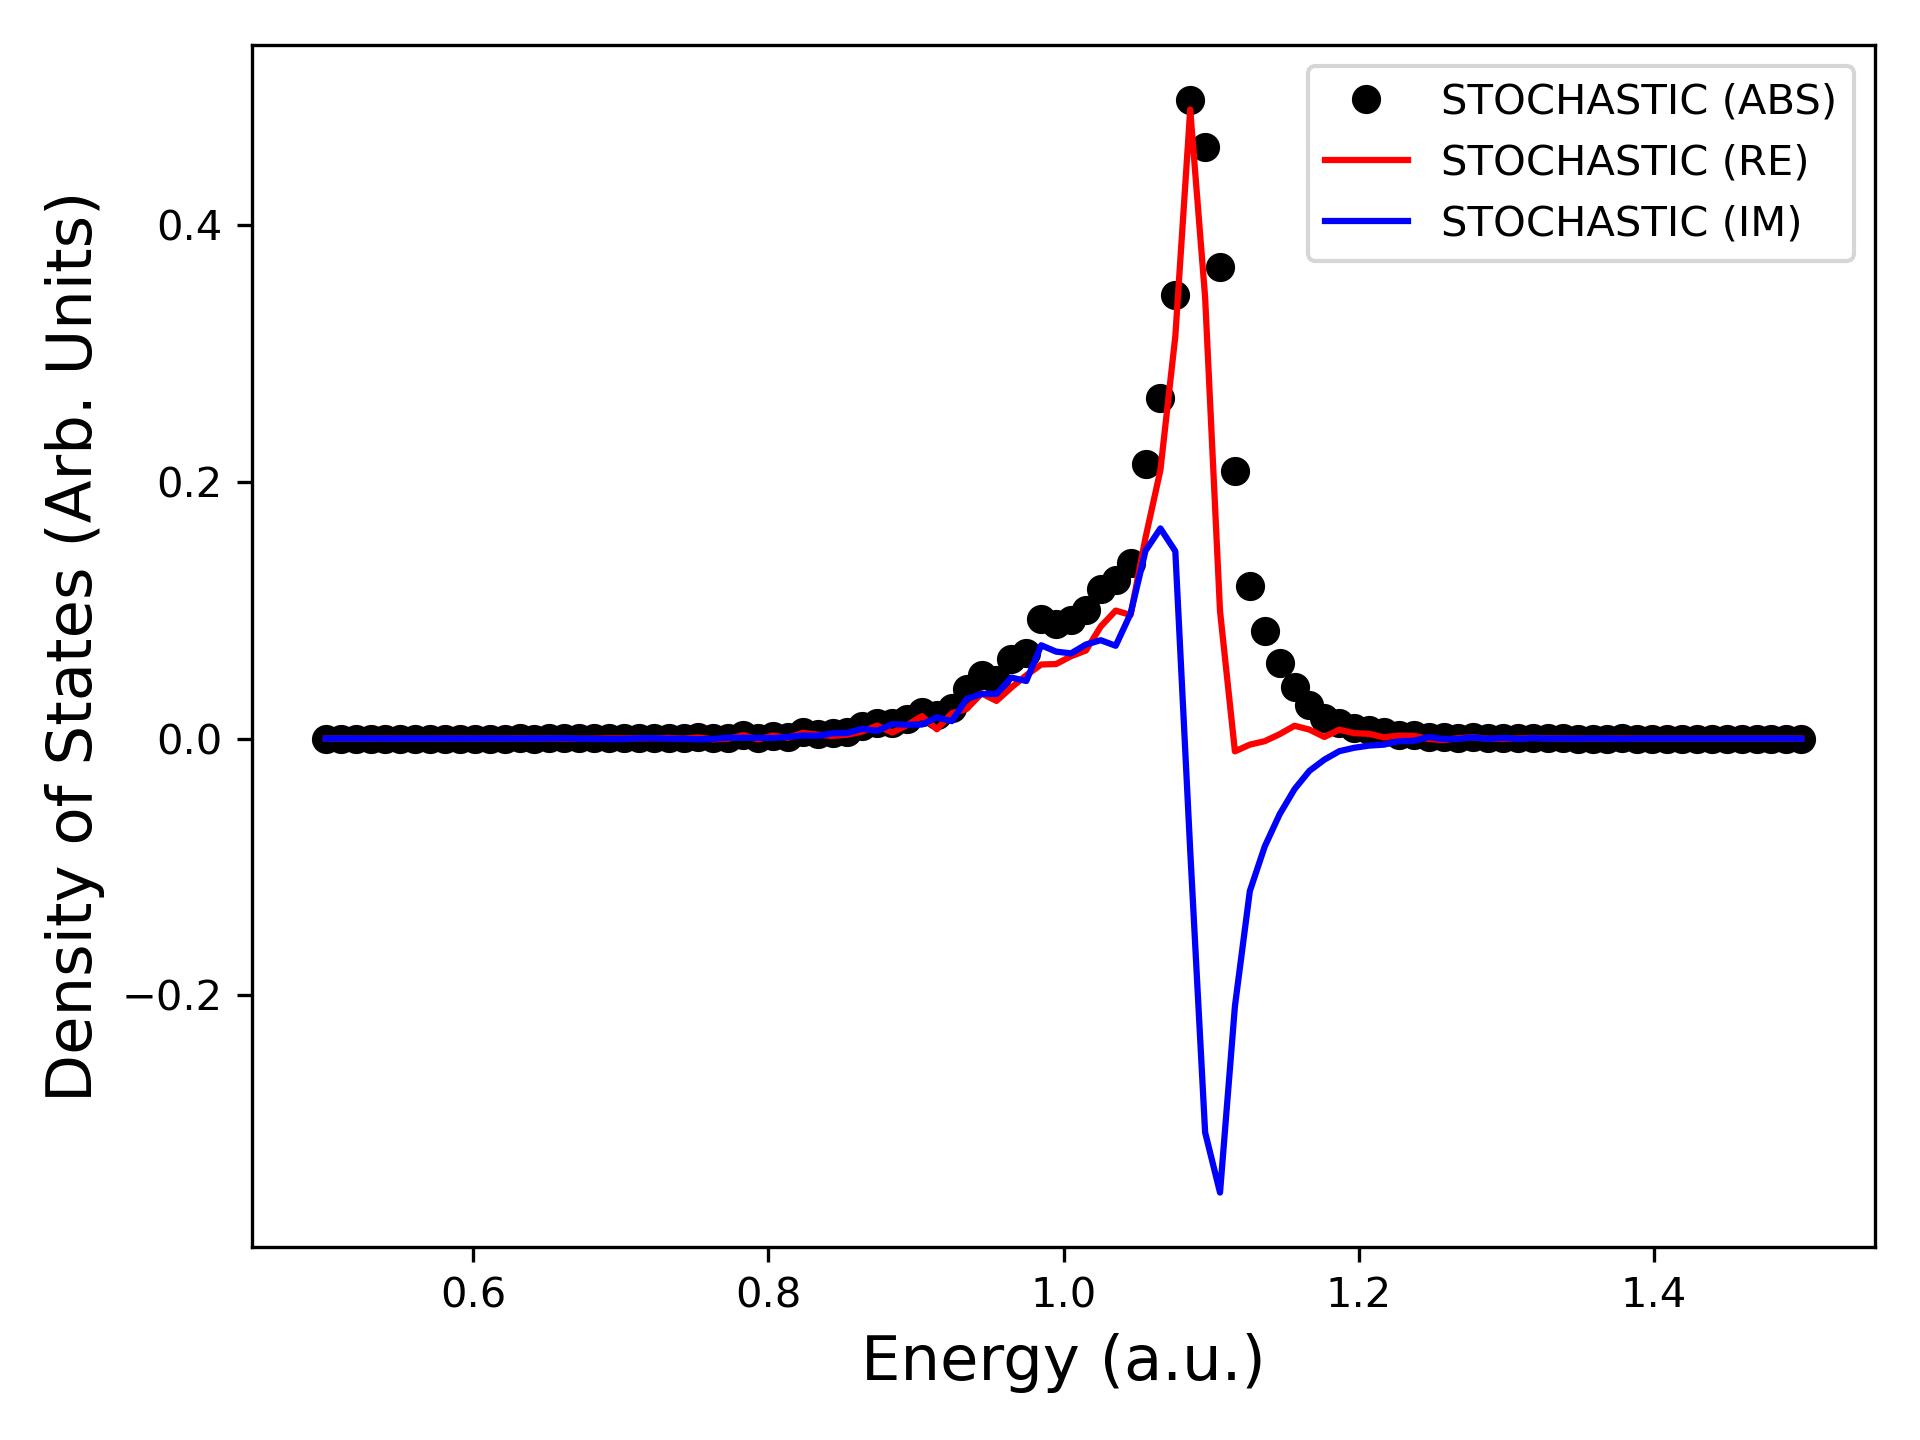 STOCHASTIC (ABS)
STOCHASTIC (RE)
STOCHASTIC (IM)
Density of States (Arb. Units)
0.4
0.2
0.0
−0.2
0.6
0.8
1.0
1.2
1.4
Energy (a.u.)